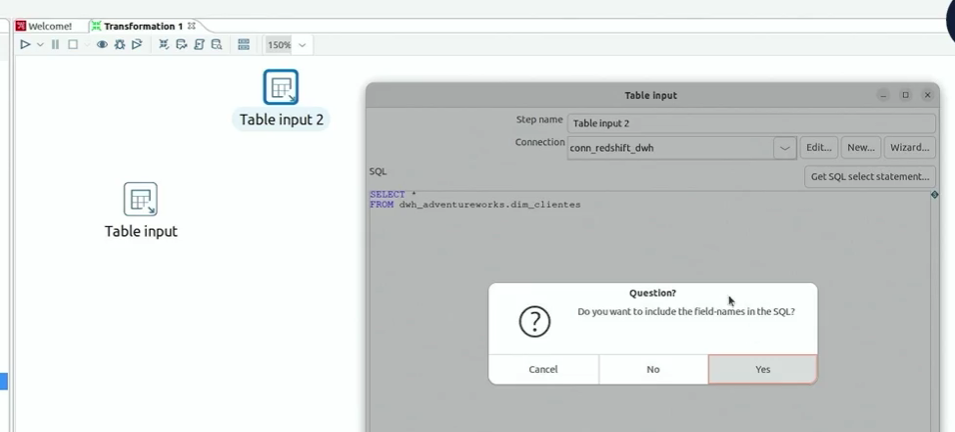 Welcome!
Transformation 1
150%
Table input 2
Table input
Table input
Step name
Table input 2
Connection
conn_redshift_dwh
Edit...
New...
Wizard...
SQL
Get SQL select statement...
SELECT *
FROM dwh_adventureworks.dim_clientes
Question?
Do you want to include the field-names in the SQL?
Cancel
No
Yes